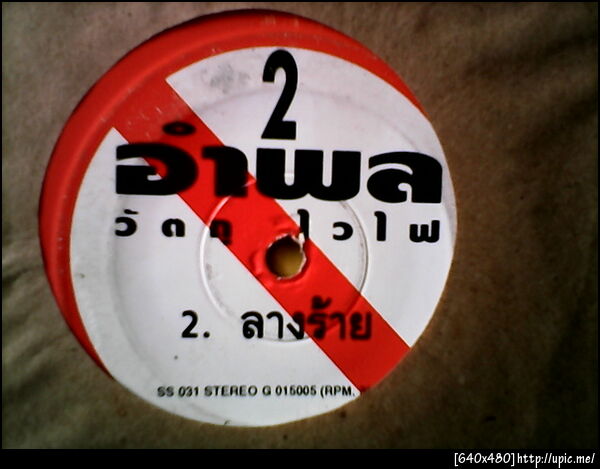 2
อำพล
วัตถุ ไวไฟ
2. ลางร้าย
SS 031 STEREO G 015005 (RPM.
[640x480]http://upic.me/